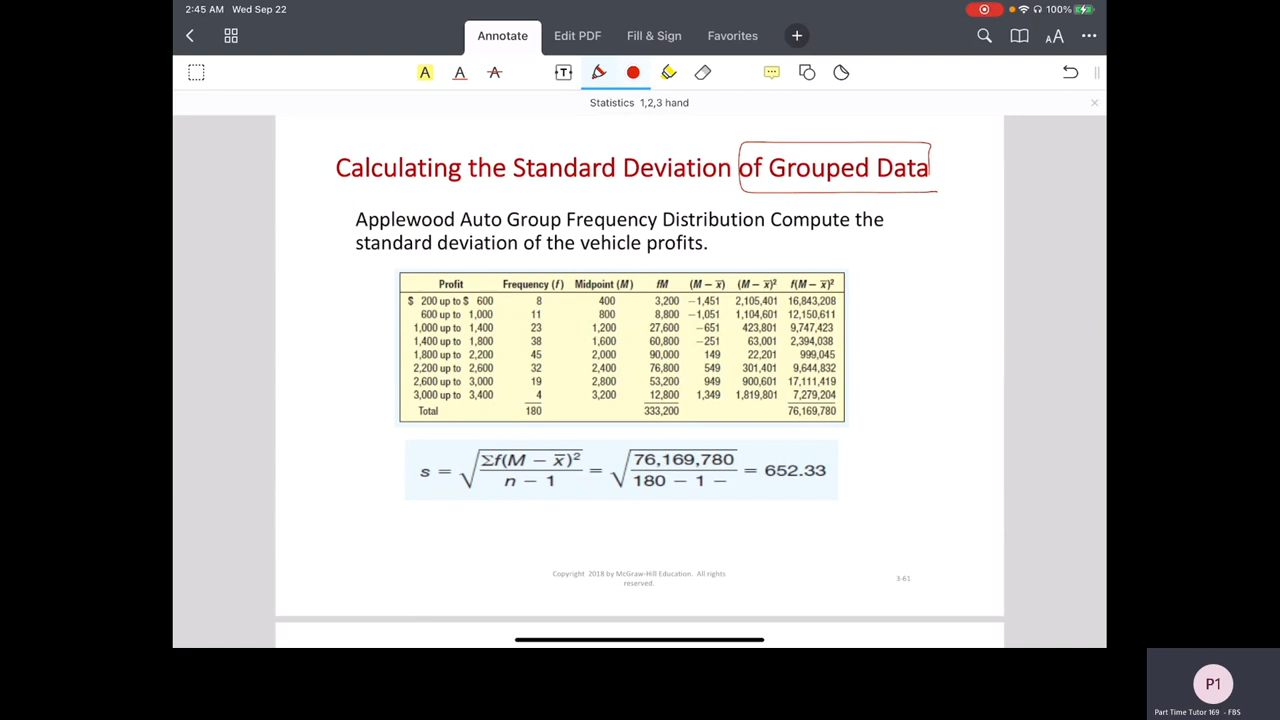 2:45 AM Wed Sep 22 100%
Annotate Edit PDF Fill & Sign Favorites + AA
A A A T
Statistics 1,2,3 hand ×
Calculating the Standard Deviation of Grouped Data
Applewood Auto Group Frequency Distribution Compute the
standard deviation of the vehicle profits.
Profit Frequency (f) Midpoint (M) fM (M − x̄) (M − x̄)² f(M − x̄)²
$ 200 up to $ 600 8 400 3,200 −1,451 2,105,401 16,843,208
600 up to 1,000 11 800 8,800 −1,051 1,104,601 12,150,611
1,000 up to 1,400 23 1,200 27,600 −651 423,801 9,747,423
1,400 up to 1,800 38 1,600 60,800 −251 63,001 2,394,038
1,800 up to 2,200 45 2,000 90,000 149 22,201 999,045
2,200 up to 2,600 32 2,400 76,800 549 301,401 9,644,832
2,600 up to 3,000 19 2,800 53,200 949 900,601 17,111,419
3,000 up to 3,400 4 3,200 12,800 1,349 1,819,801 7,279,204
Total 180 333,200 76,169,780
s = √(Σf(M − x̄)² / n − 1) = √(76,169,780 / 180 − 1 −) = 652.33
Copyright 2018 by McGraw-Hill Education. All rights
reserved.
3-61
P1
Part Time Tutor 169 - FBS